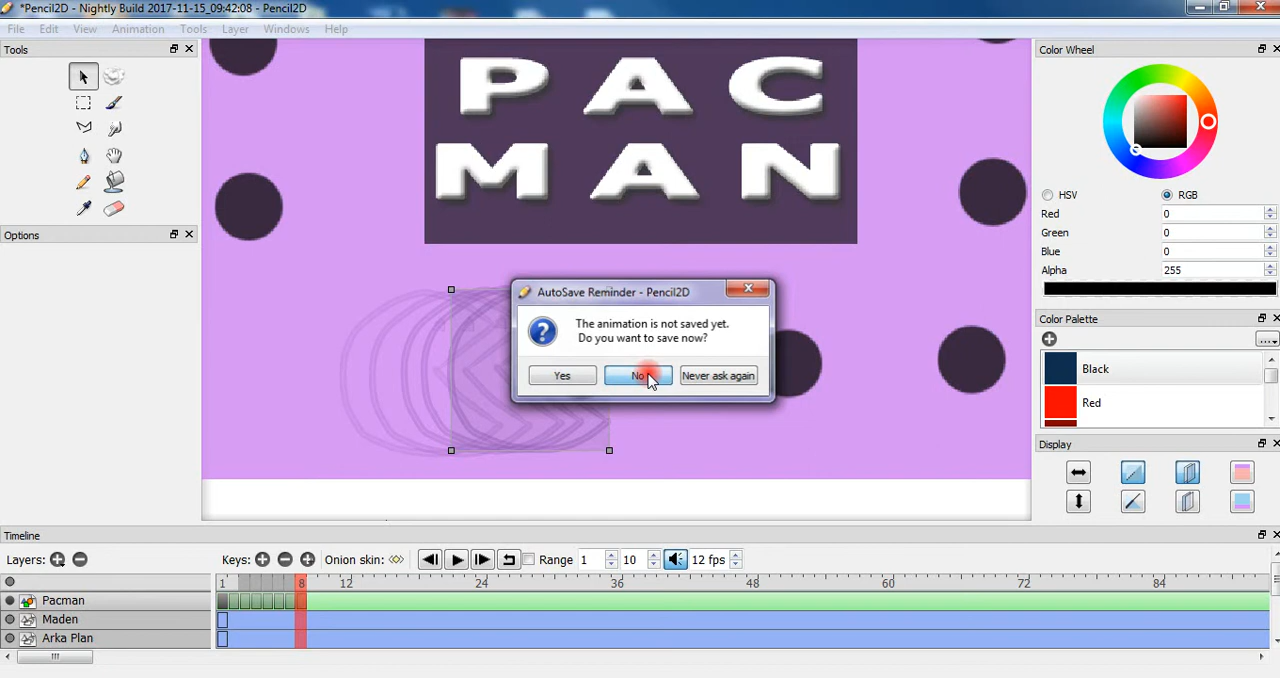 *Pencil2D - Nightly Build 2017-11-15_09:42:08 - Pencil2D
File Edit View Animation Tools Layer Windows Help
Tools
Options
PAC
MAN
AutoSave Reminder - Pencil2D
The animation is not saved yet.
Do you want to save now?
Yes No Never ask again
Color Wheel
HSV RGB
Red 0
Green 0
Blue 0
Alpha 255
Color Palette
Black
Red
Display
Timeline
Layers: Keys: Onion skin: Range 1 10 12 fps
1 8 12 24 36 48 60 72 84
Pacman
Maden
Arka Plan